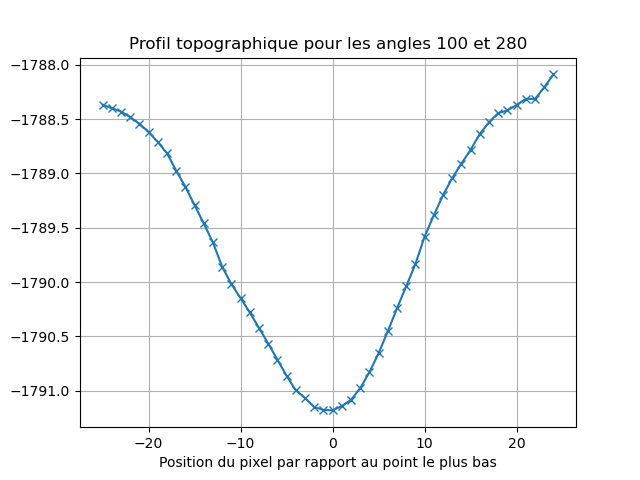 Profil topographique pour les angles 100 et 280
−1788.0
−1788.5
−1789.0
−1789.5
−1790.0
−1790.5
−1791.0
−20 −10 0 10 20
Position du pixel par rapport au point le plus bas